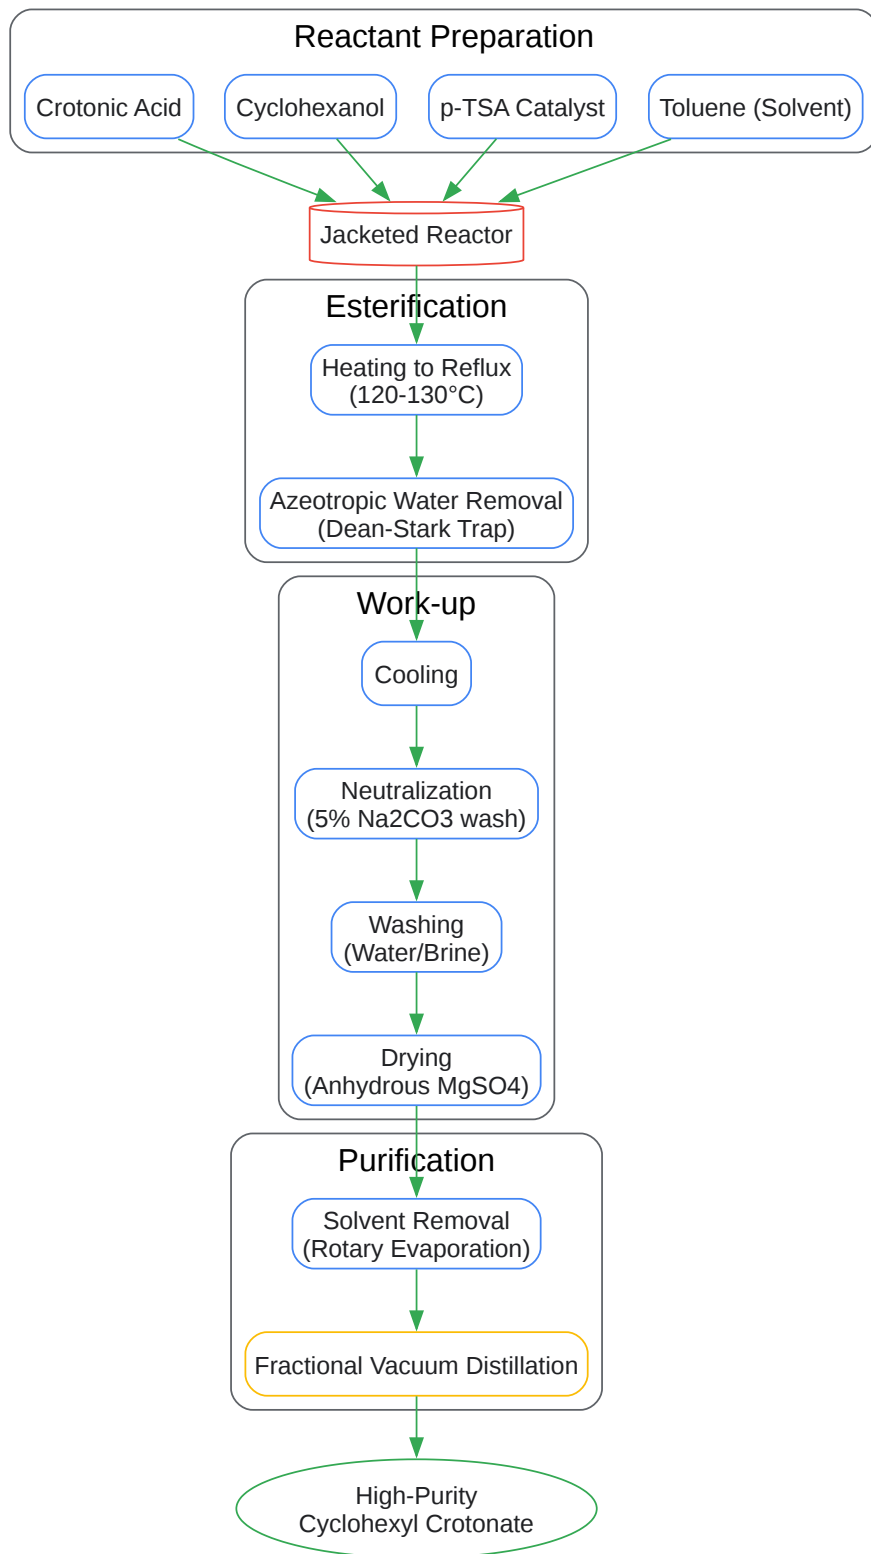 Reactant Preparation
Crotonic Acid
Cyclohexanol
p-TSA Catalyst
Toluene (Solvent)
Jacketed Reactor
Esterification
Heating to Reflux
(120-130°C)
Azeotropic Water Removal
(Dean-Stark Trap)
Work-up
Cooling
Neutralization
(5% Na2CO3 wash)
Washing
(Water/Brine)
Drying
(Anhydrous MgSO4)
Purification
Solvent Removal
(Rotary Evaporation)
Fractional Vacuum Distillation
High-Purity
Cyclohexyl Crotonate